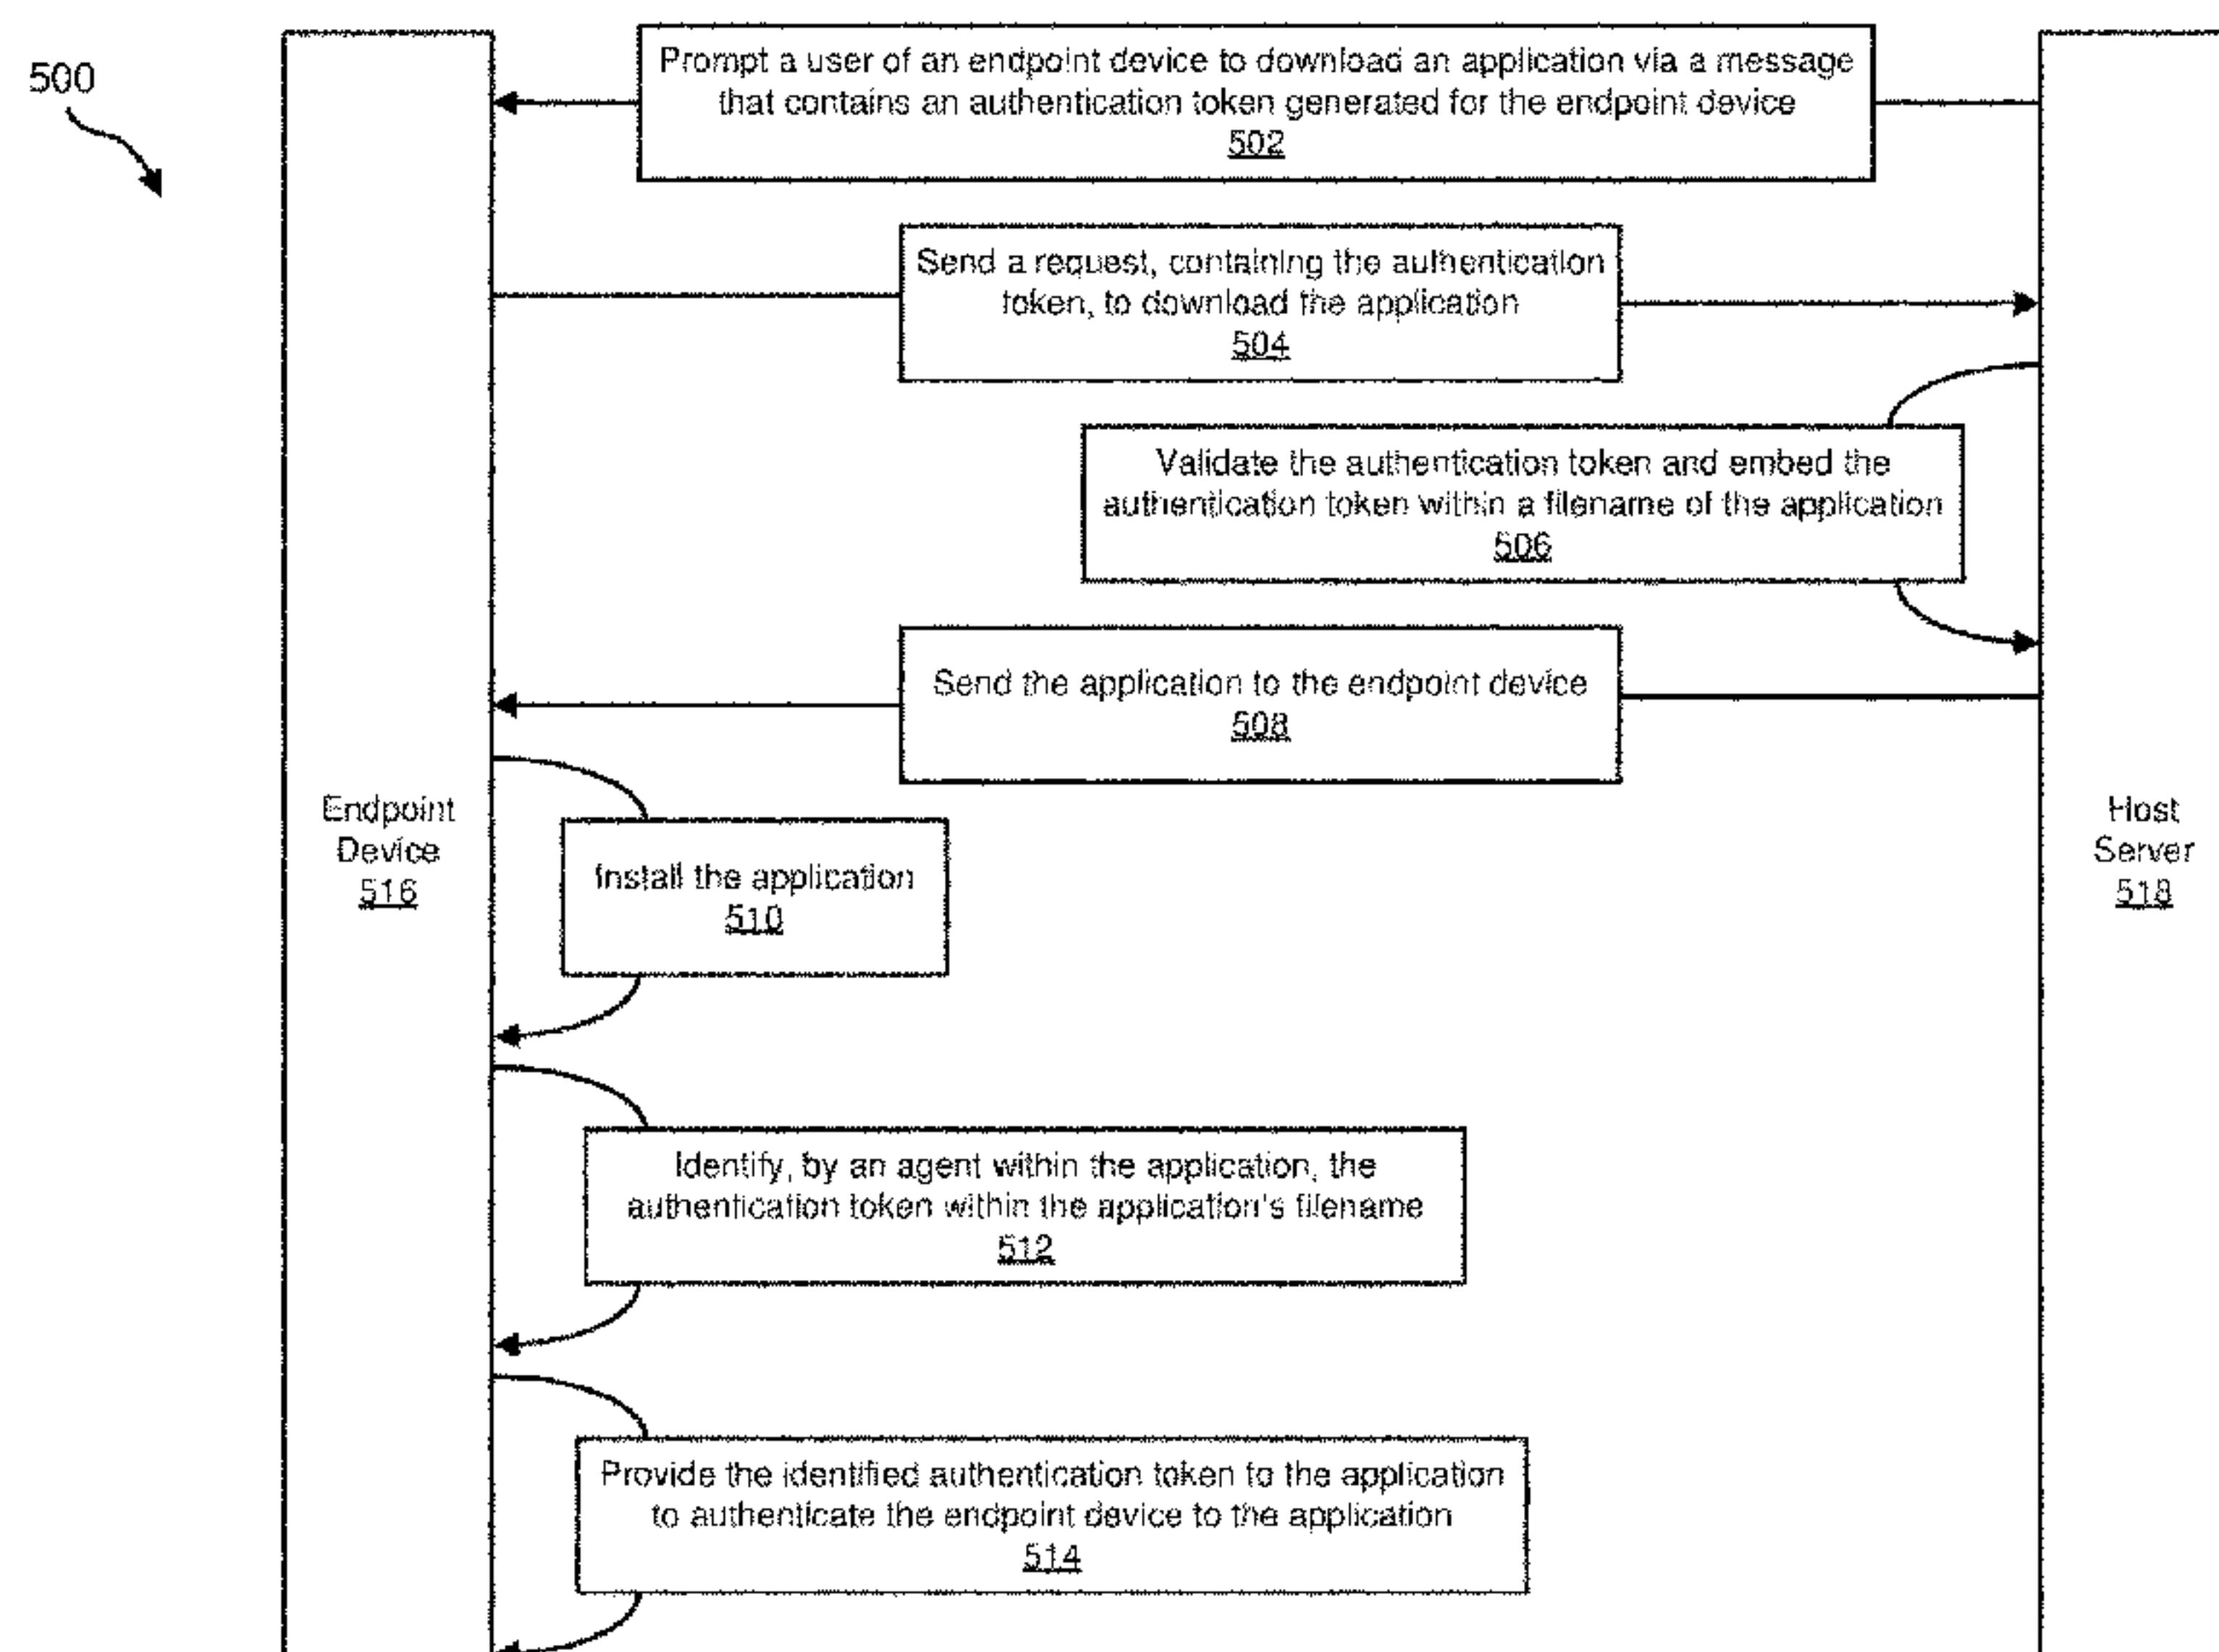 500
Prompt a user of an endpoint device to download an application via a message
that contains an authentication token generated for the endpoint device
502
Send a request, containing the authentication
token, to download the application
504
Validate the authentication token and embed the
authentication token within a filename of the application
506
Send the application to the endpoint device
508
Endpoint
Device
516
Host
Server
518
Install the application
510
Identify, by an agent within the application, the
authentication token within the application's filename
512
Provide the identified authentication token to the application
to authenticate the endpoint device to the application
514